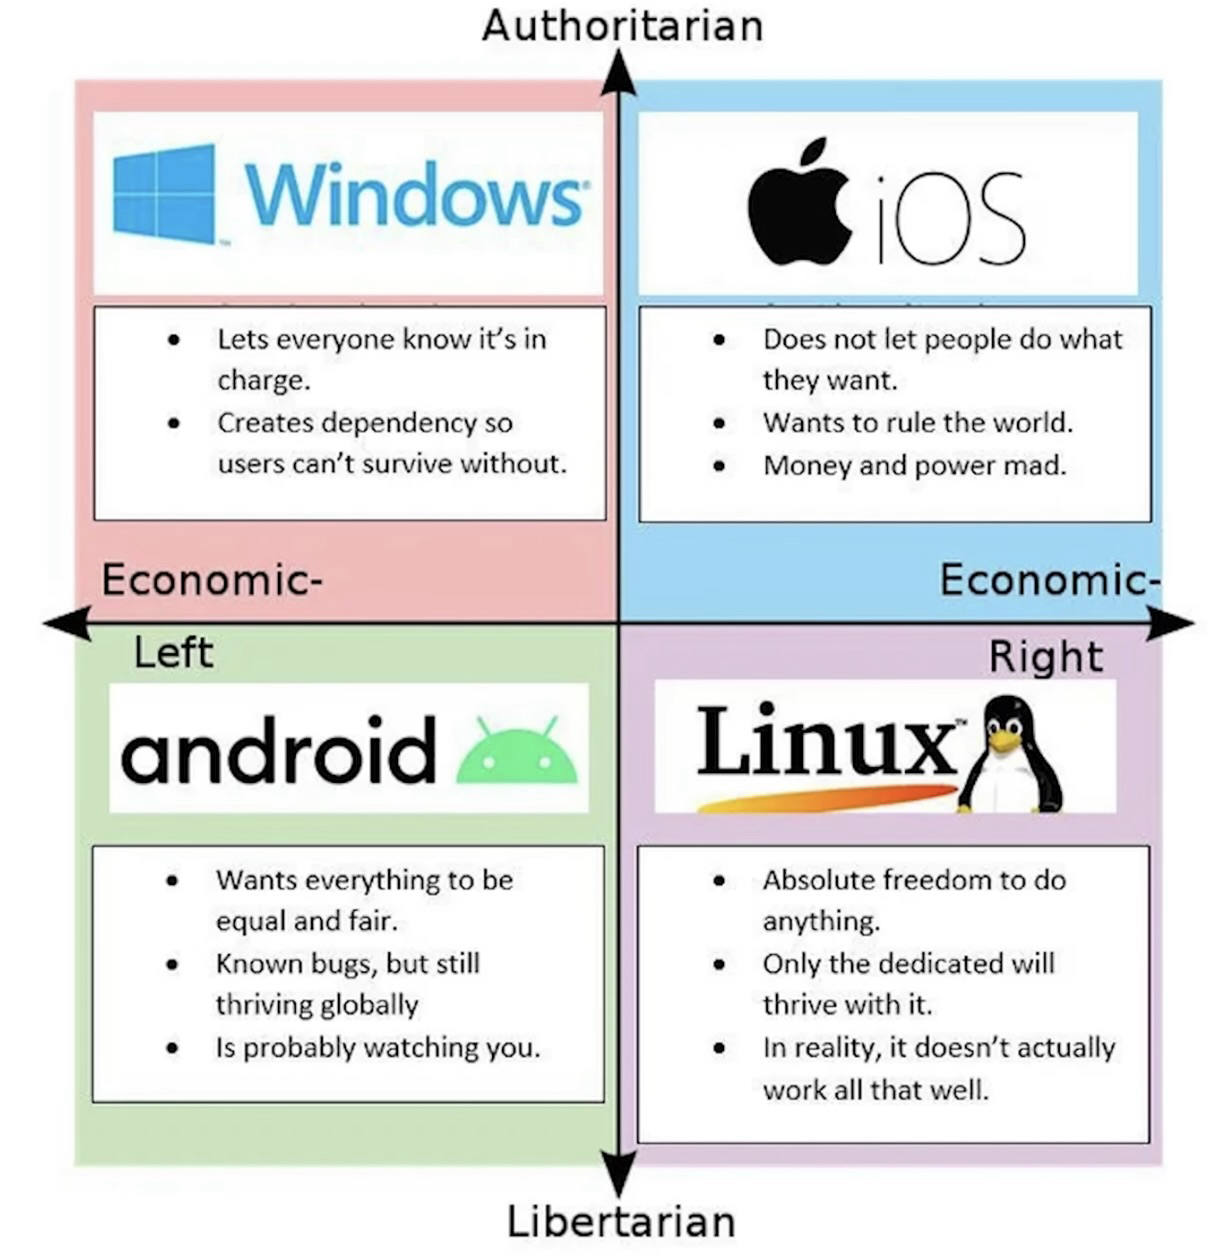 Authoritarian
Windows®
™
iOS
Lets everyone know it's in
charge.
Creates dependency so
users can't survive without.
Does not let people do what
they want.
Wants to rule the world.
Money and power mad.
Economic-
Economic-
Left
Right
android
Linux™
Wants everything to be
equal and fair.
Known bugs, but still
thriving globally
Is probably watching you.
Absolute freedom to do
anything.
Only the dedicated will
thrive with it.
In reality, it doesn't actually
work all that well.
Libertarian